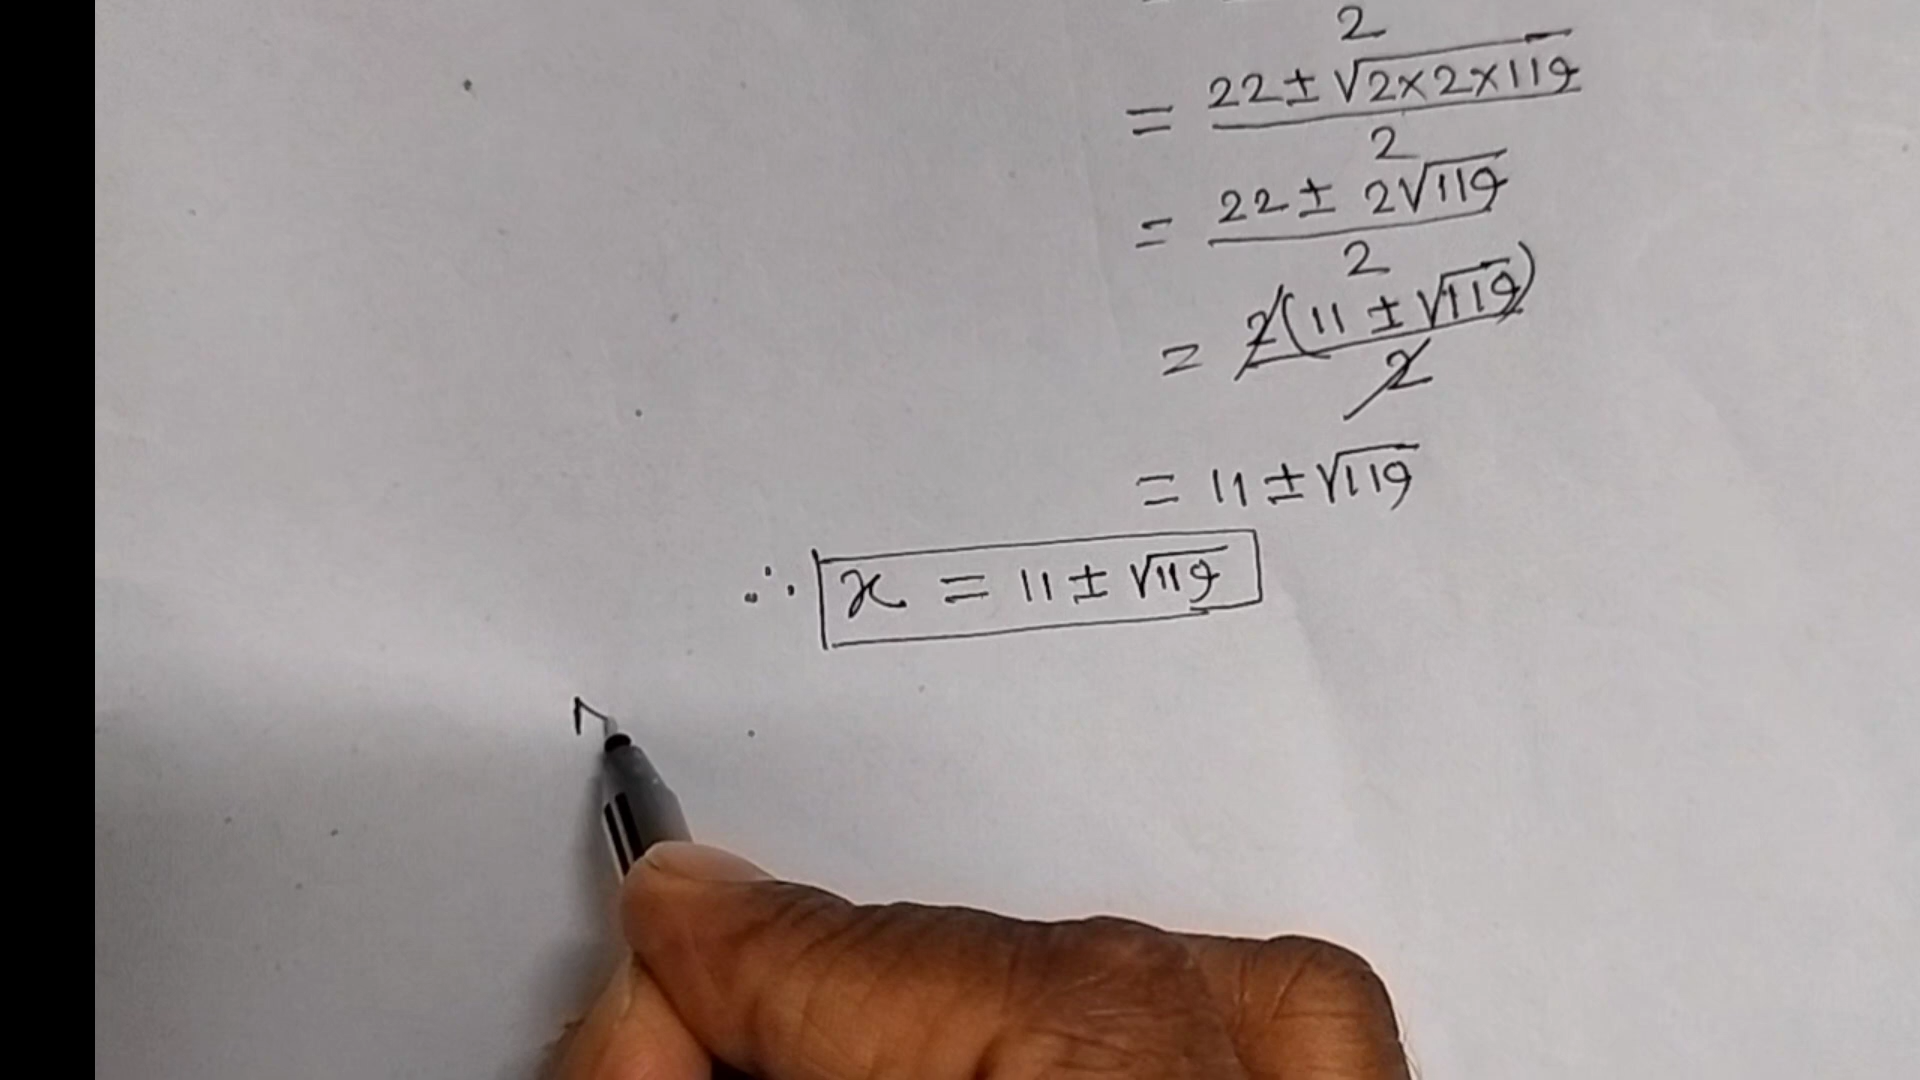 2
= 22 ± √2×2×119
2
= 22 ± 2√119
2
= 2(11 ± √119)
2
= 11 ± √119
∴ x = 11 ± √119